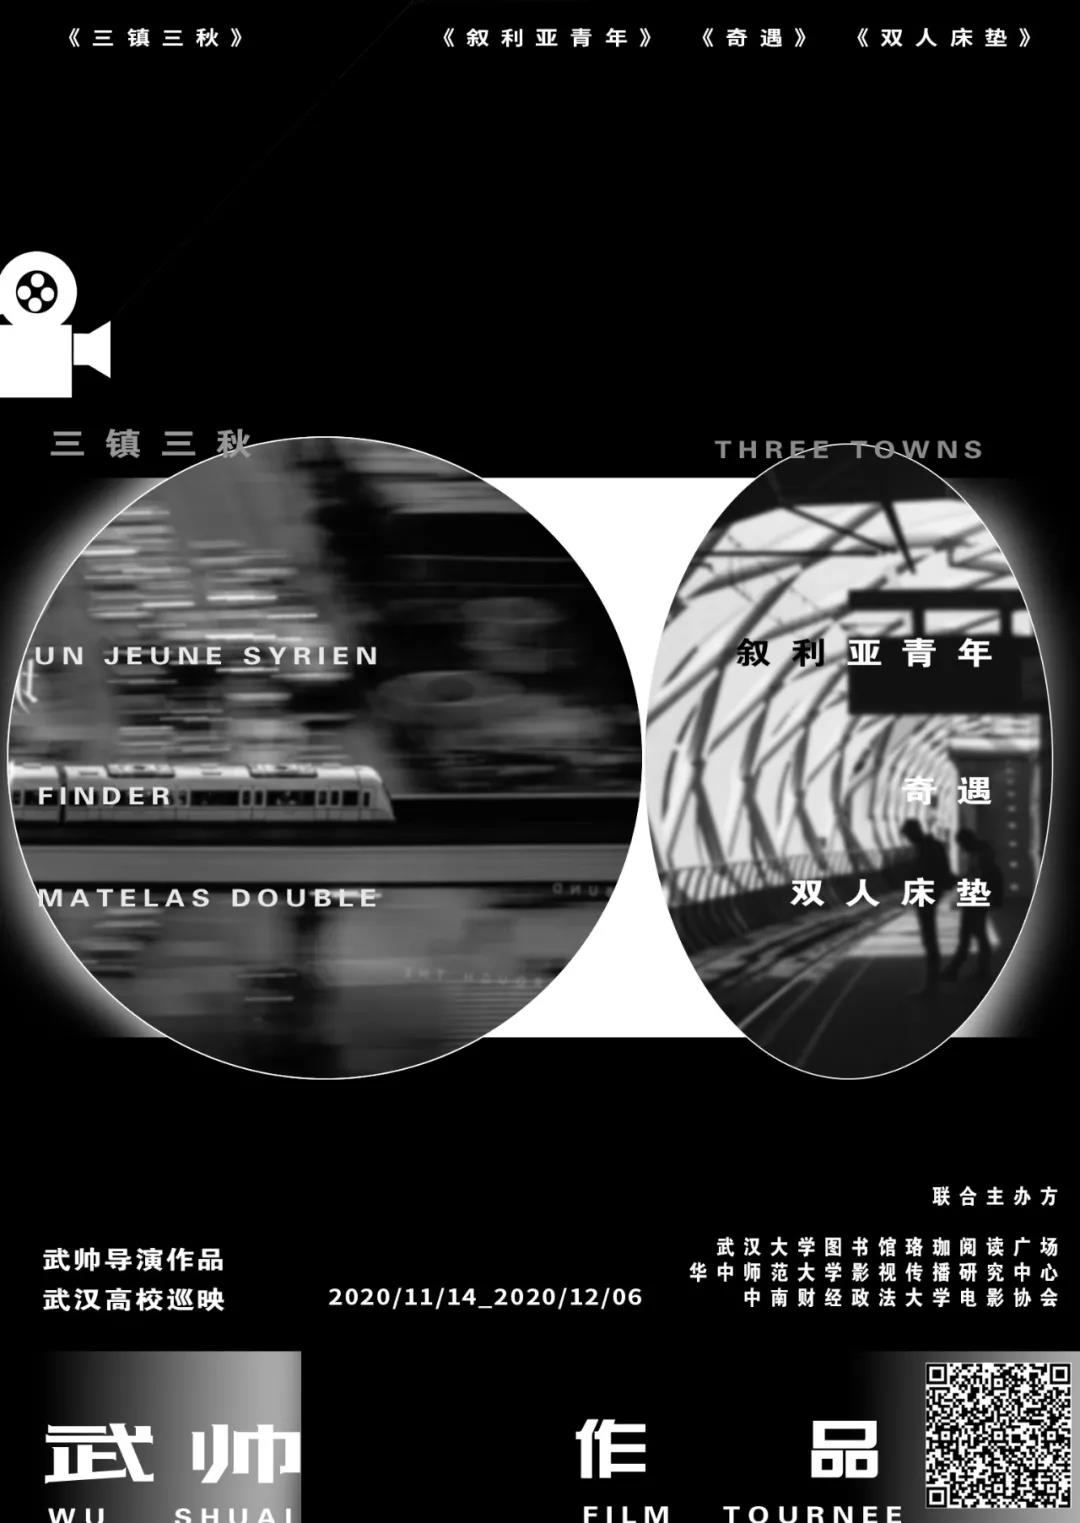 《三镇三秋》 《叙利亚青年》 《奇遇》 《双人床垫》
三镇三秋 THREE TOWNS
UN JEUNE SYRIEN 叙利亚青年
FINDER 奇遇
MATELAS DOUBLE 双人床垫
联合主办方
武汉大学图书馆珞珈阅读广场
华中师范大学影视传播研究中心
中南财经政法大学电影协会
武帅导演作品
武汉高校巡映
2020/11/14_2020/12/06
武帅 作品
WU SHUAI FILM TOURNEE